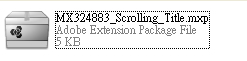 MX324883_Scrolling_Title.mxp
Adobe Extension Package File
5 KB